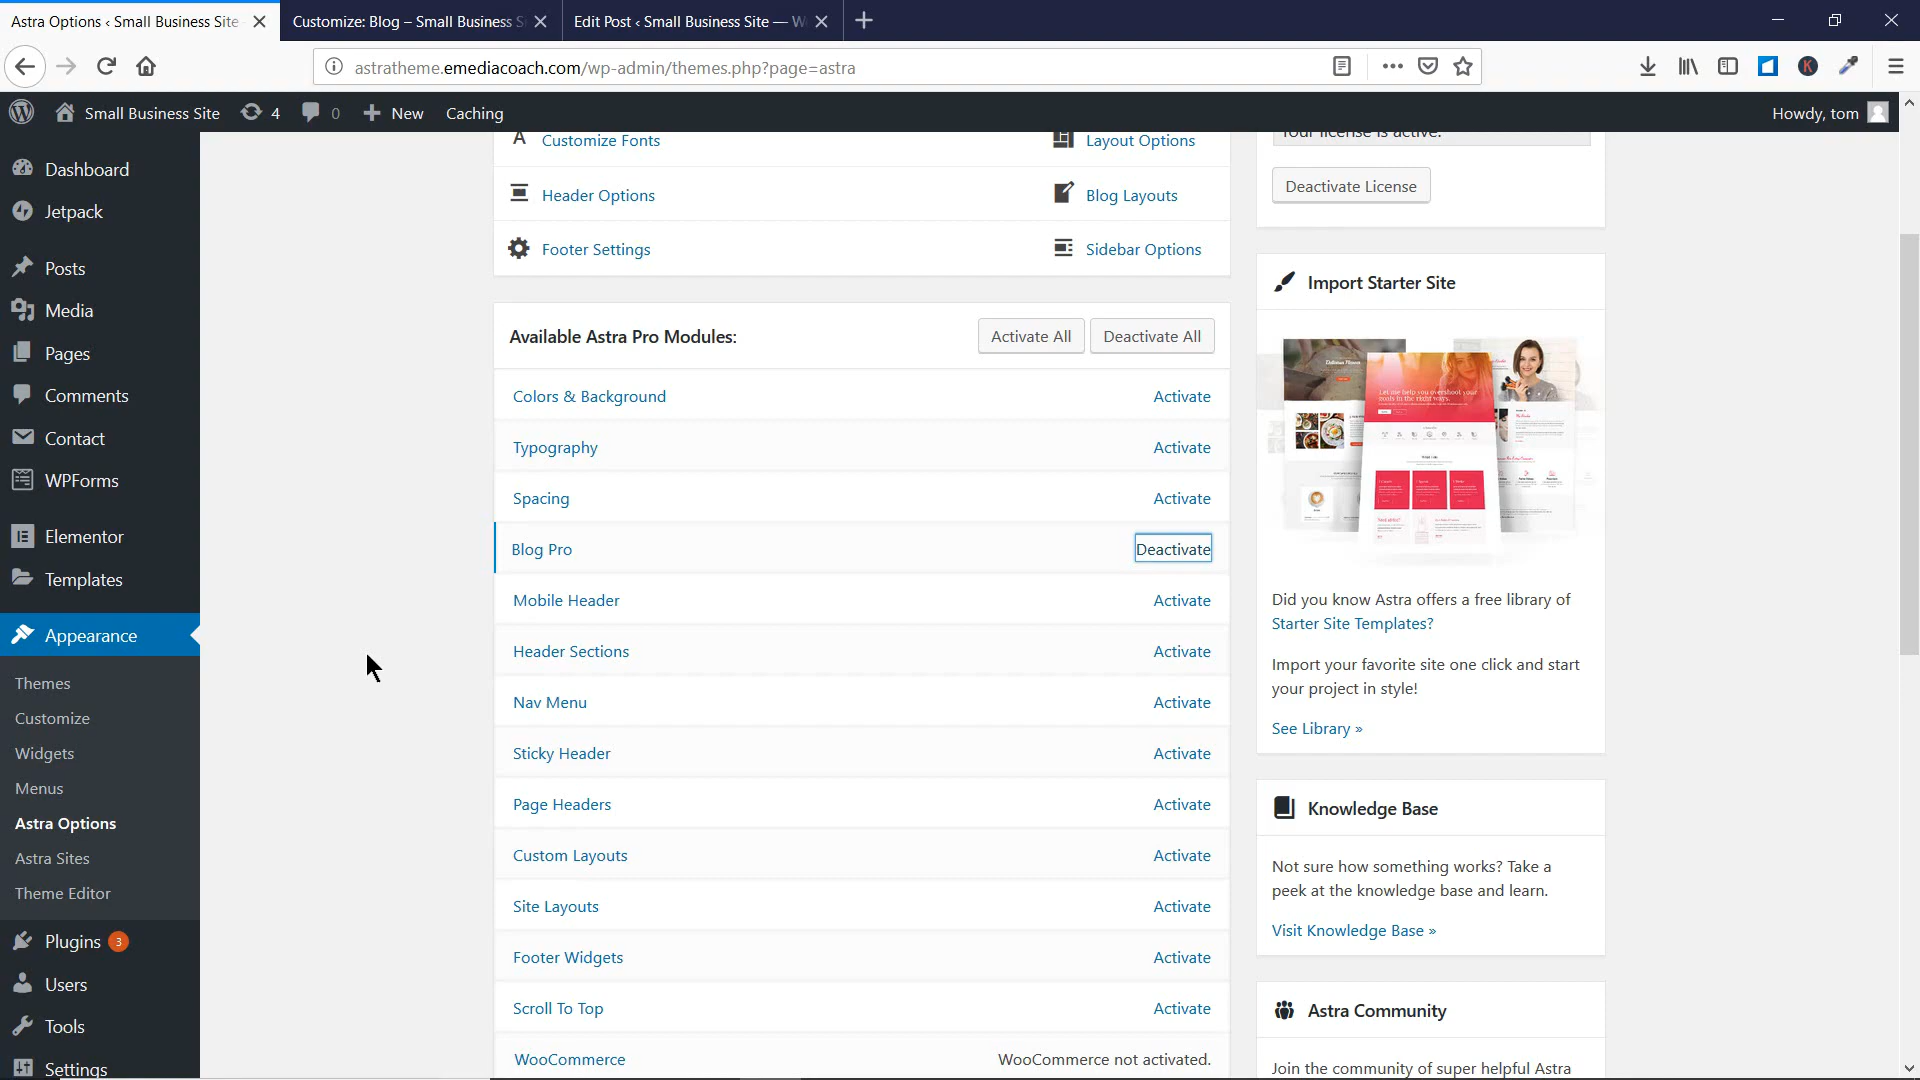 Astra Options ‹ Small Business Site
Customize: Blog – Small Business S
Edit Post ‹ Small Business Site — W
astratheme.emediacoach.com/wp-admin/themes.php?page=astra
Small Business Site
4
0
New
Caching
Howdy, tom
Dashboard
Jetpack
Posts
Media
Pages
Comments
Contact
WPForms
Elementor
Templates
Appearance
Themes
Customize
Widgets
Menus
Astra Options
Astra Sites
Theme Editor
Plugins 3
Users
Tools
Settings
Customize Fonts
Layout Options
Header Options
Blog Layouts
Footer Settings
Sidebar Options
Available Astra Pro Modules:
Activate All
Deactivate All
Colors & Background Activate
Typography Activate
Spacing Activate
Blog Pro Deactivate
Mobile Header Activate
Header Sections Activate
Nav Menu Activate
Sticky Header Activate
Page Headers Activate
Custom Layouts Activate
Site Layouts Activate
Footer Widgets Activate
Scroll To Top Activate
WooCommerce WooCommerce not activated.
Your license is active.
Deactivate License
Import Starter Site
Did you know Astra offers a free library of
Starter Site Templates?
Import your favorite site one click and start
your project in style!
See Library »
Knowledge Base
Not sure how something works? Take a
peek at the knowledge base and learn.
Visit Knowledge Base »
Astra Community
Join the community of super helpful Astra